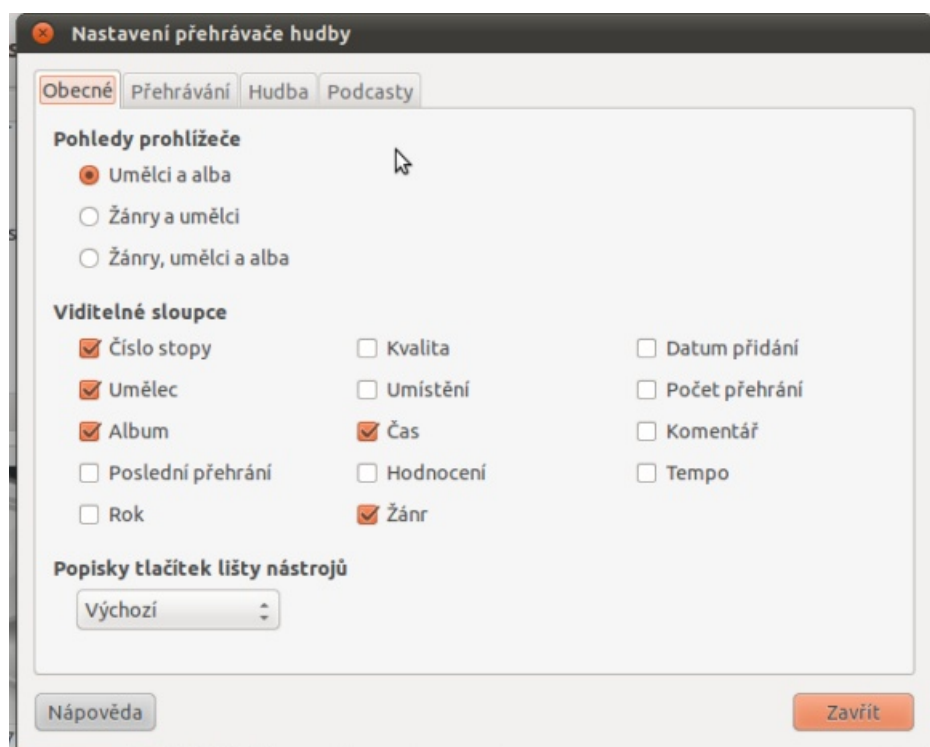 Nastavení přehrávače hudby
Obecné Přehrávání Hudba Podcasty
Pohledy prohlížeče
Umělci a alba
Žánry a umělci
Žánry, umělci a alba
Viditelné sloupce
Číslo stopy Kvalita Datum přidání
Umělec Umístění Počet přehrání
Album Čas Komentář
Poslední přehrání Hodnocení Tempo
Rok Žánr
Popisky tlačítek lišty nástrojů
Výchozí
Nápověda Zavřít